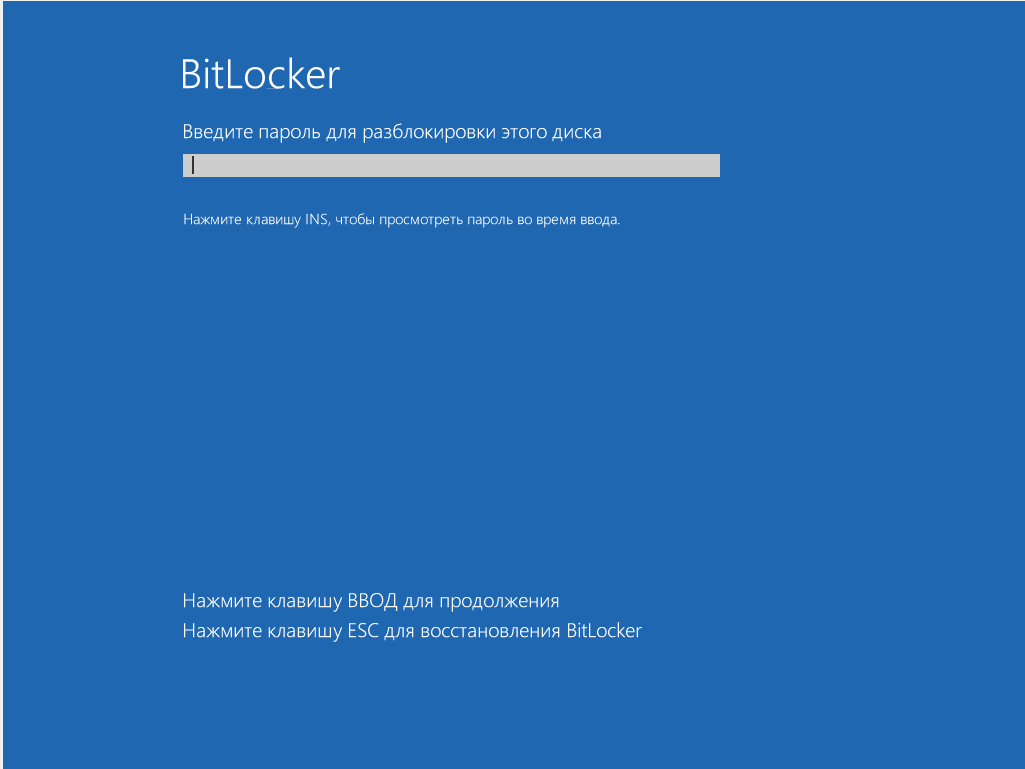 BitLocker
Введите пароль для разблокировки этого диска
Нажмите клавишу INS, чтобы просмотреть пароль во время ввода.
Нажмите клавишу ВВОД для продолжения
Нажмите клавишу ESC для восстановления BitLocker